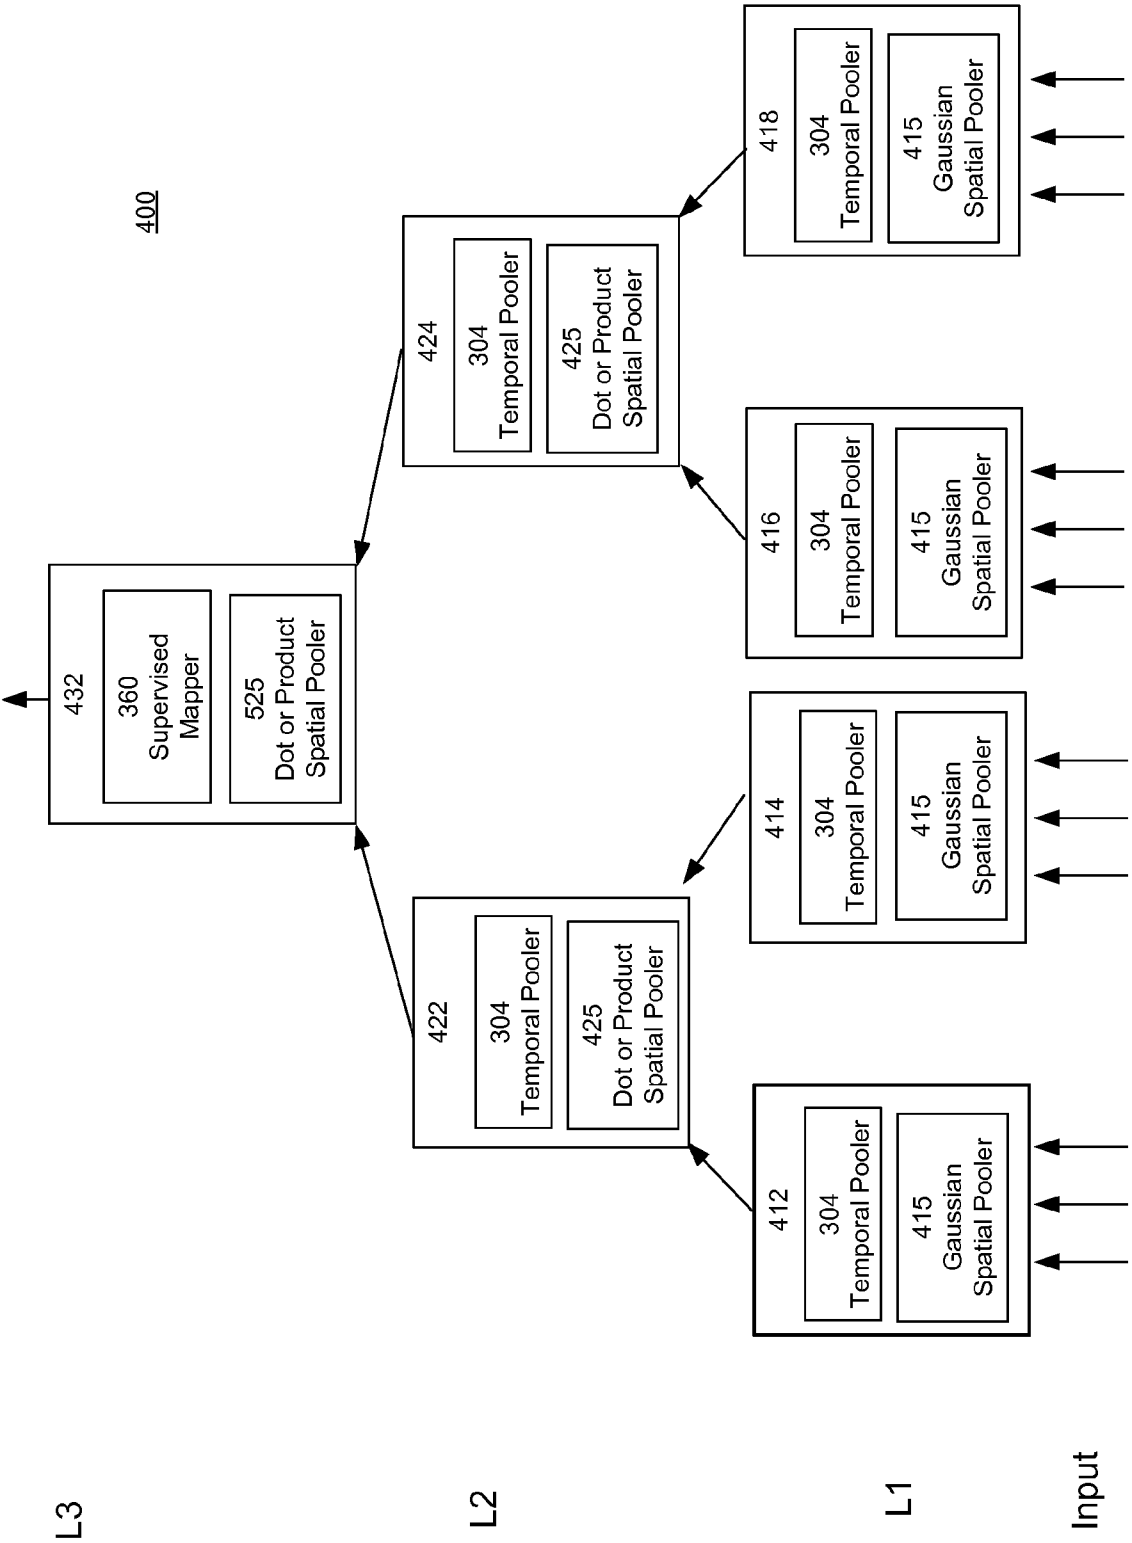 400
L3
432
360
Supervised
Mapper
525
Dot or Product
Spatial Pooler
L2
422
304
Temporal Pooler
425
Dot or Product
Spatial Pooler
424
304
Temporal Pooler
425
Dot or Product
Spatial Pooler
L1
412
304
Temporal Pooler
415
Gaussian
Spatial Pooler
414
304
Temporal Pooler
415
Gaussian
Spatial Pooler
416
304
Temporal Pooler
415
Gaussian
Spatial Pooler
418
304
Temporal Pooler
415
Gaussian
Spatial Pooler
Input